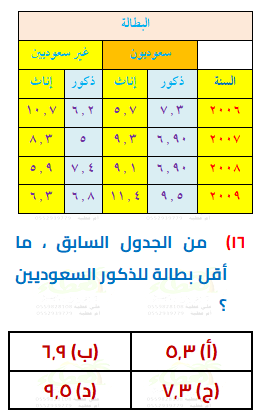 البطالة
سعوديون غير سعوديين
السنة ذكور إناث ذكور إناث
٢٠٠٦ ٧,٣ ٥,٧ ٦,٢ ١٠,٧
٢٠٠٧ ٦,٩٠ ٩,٣ ٥ ٨,٣
٢٠٠٨ ٦,٩٠ ٩,١ ٧,٤ ٥,٩
٢٠٠٩ ٩,٥ ١١,٤ ٦,٨ ٦,٣
١٦) من الجدول السابق ، ما
أقل بطالة للذكور السعوديين
؟
(أ) ٥,٣ (ب) ٦,٩
(ج) ٧,٣ (د) ٩,٥